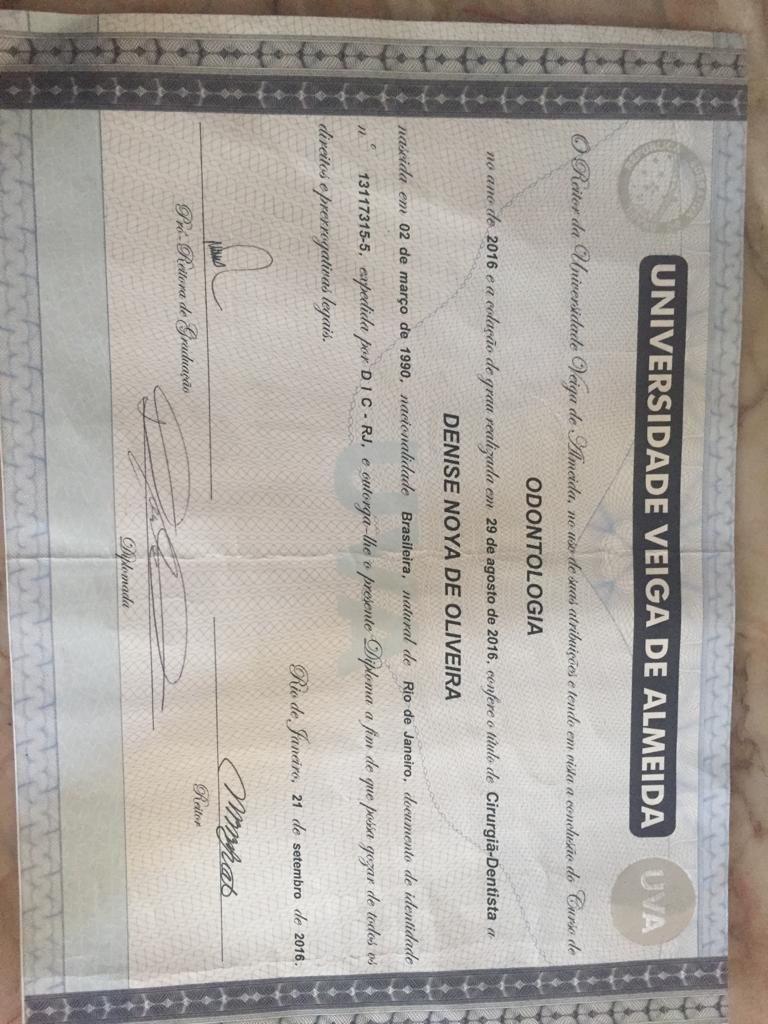 UNIVERSIDADE VEIGA DE ALMEIDA
UVA
O Reitor da Universidade Veiga de Almeida, no uso de suas atribuições e tendo em vista a conclusão do Curso de
ODONTOLOGIA
no ano de 2016 e a colação de grau realizada em 29 de agosto de 2016, confere o título de Cirurgiã-Dentista a
DENISE NOYA DE OLIVEIRA
nascida em 02 de março de 1990, nacionalidade Brasileira, natural de Rio de Janeiro, documento de identidade
nº 13117315-5, expedida por D I C - RJ, e outorga-lhe o presente Diploma a fim de que possa gozar de todos os
direitos e prerrogativas legais.
Rio de Janeiro, 21 de setembro de 2016.
Pró-Reitora de Graduação
Reitor
Diplomada
UVA